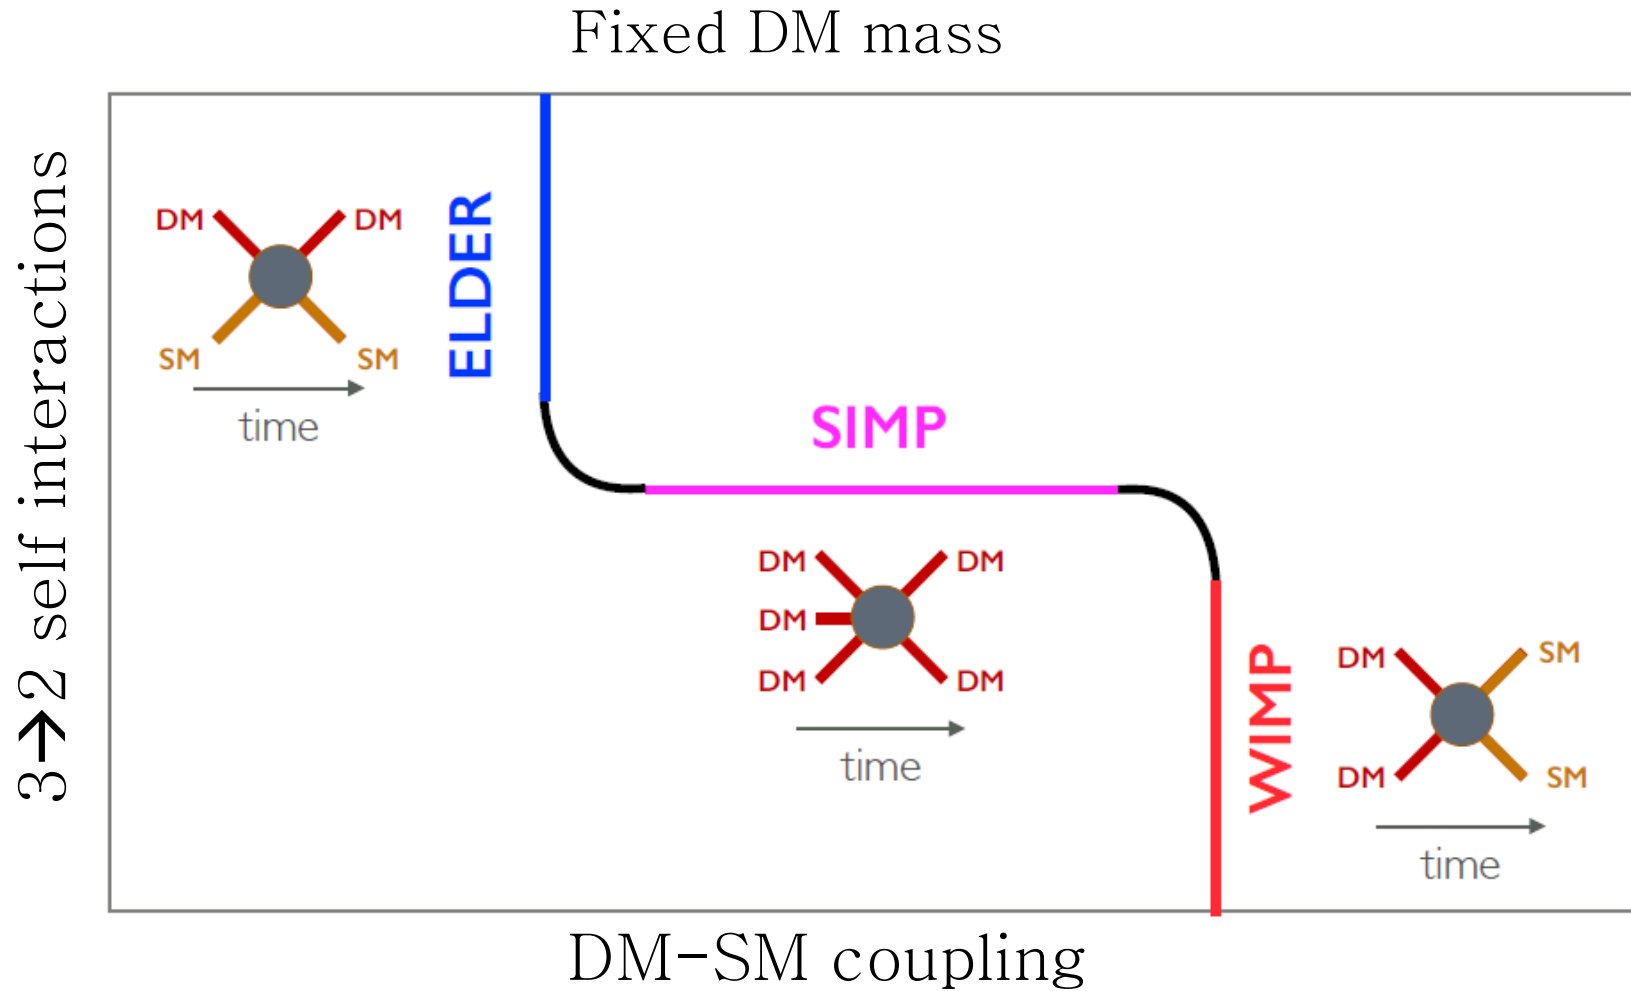 Fixed DM mass
3→2 self interactions
DM DM
SM SM
time
ELDER
SIMP
DM DM
DM
DM DM
time
WIMP
DM SM
DM SM
time
DM-SM coupling